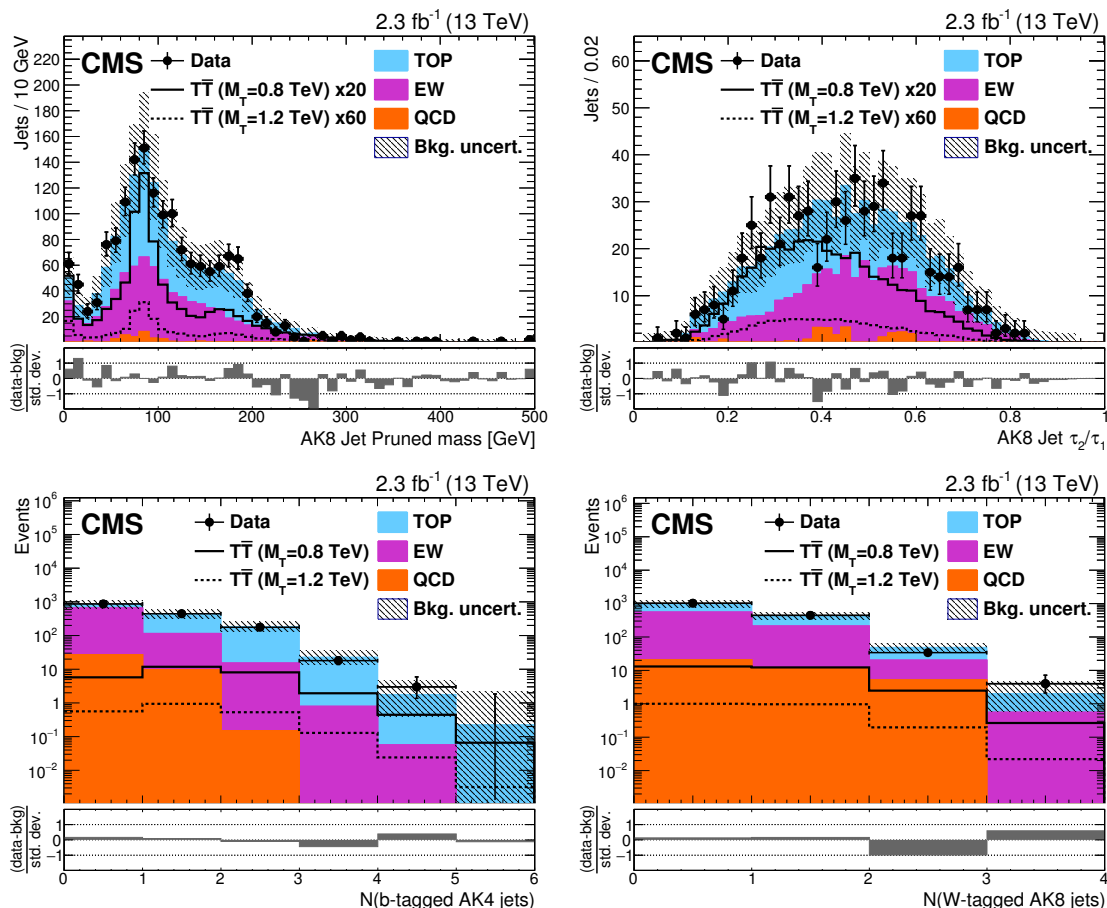 2.3 fb⁻¹ (13 TeV)
CMS
Data
TT̅ (M_T=0.8 TeV) x20
TT̅ (M_T=1.2 TeV) x60
TOP
EW
QCD
Bkg. uncert.
Jets / 10 GeV
220
200
180
160
140
120
100
80
60
40
20
(data-bkg)
std. dev.
1
0
−1
0 100 200 300 400 500
AK8 Jet Pruned mass [GeV]
2.3 fb⁻¹ (13 TeV)
CMS
Data
TT̅ (M_T=0.8 TeV) x20
TT̅ (M_T=1.2 TeV) x60
TOP
EW
QCD
Bkg. uncert.
Jets / 0.02
60
50
40
30
20
10
(data-bkg)
std. dev.
1
0
−1
0 0.2 0.4 0.6 0.8 1
AK8 Jet τ₂/τ₁
2.3 fb⁻¹ (13 TeV)
CMS
Data
TT̅ (M_T=0.8 TeV)
TT̅ (M_T=1.2 TeV)
TOP
EW
QCD
Bkg. uncert.
Events
10⁶
10⁵
10⁴
10³
10²
10
1
10⁻¹
10⁻²
(data-bkg)
std. dev.
1
0
−1
0 1 2 3 4 5 6
N(b-tagged AK4 jets)
2.3 fb⁻¹ (13 TeV)
CMS
Data
TT̅ (M_T=0.8 TeV)
TT̅ (M_T=1.2 TeV)
TOP
EW
QCD
Bkg. uncert.
Events
10⁶
10⁵
10⁴
10³
10²
10
1
10⁻¹
10⁻²
(data-bkg)
std. dev.
1
0
−1
0 1 2 3 4
N(W-tagged AK8 jets)